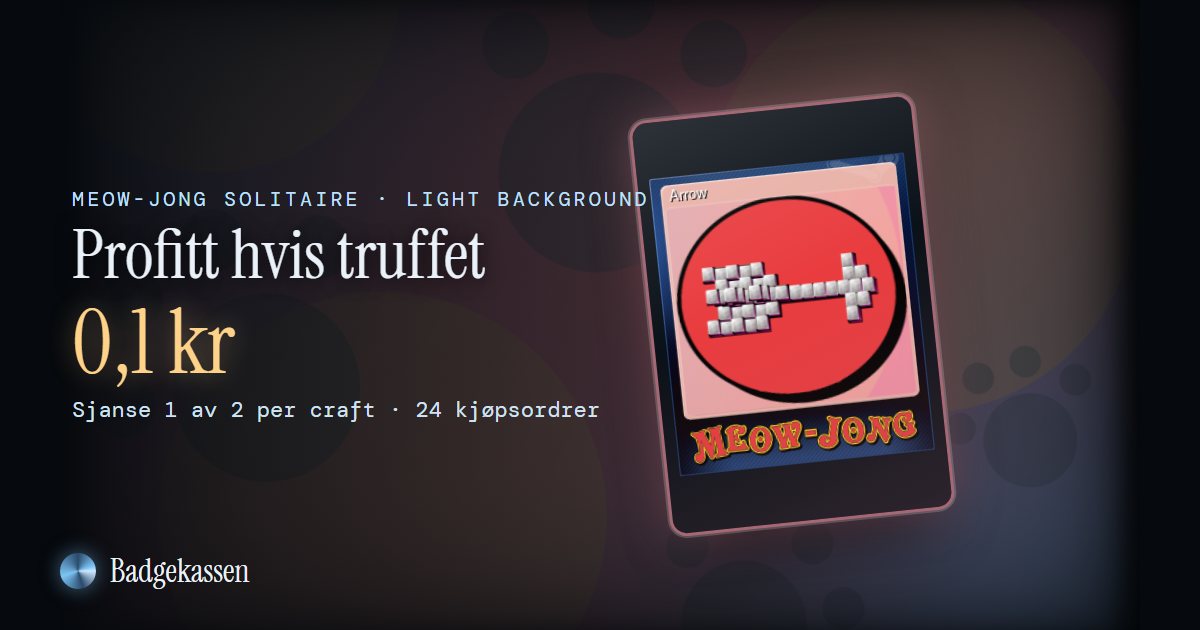 MEOW-JONG SOLITAIRE · LIGHT BACKGROUND
Profitt hvis truffet
0,1 kr
Sjanse 1 av 2 per craft · 24 kjøpsordrer
Arrow
MEOW-JONG
Badgekassen